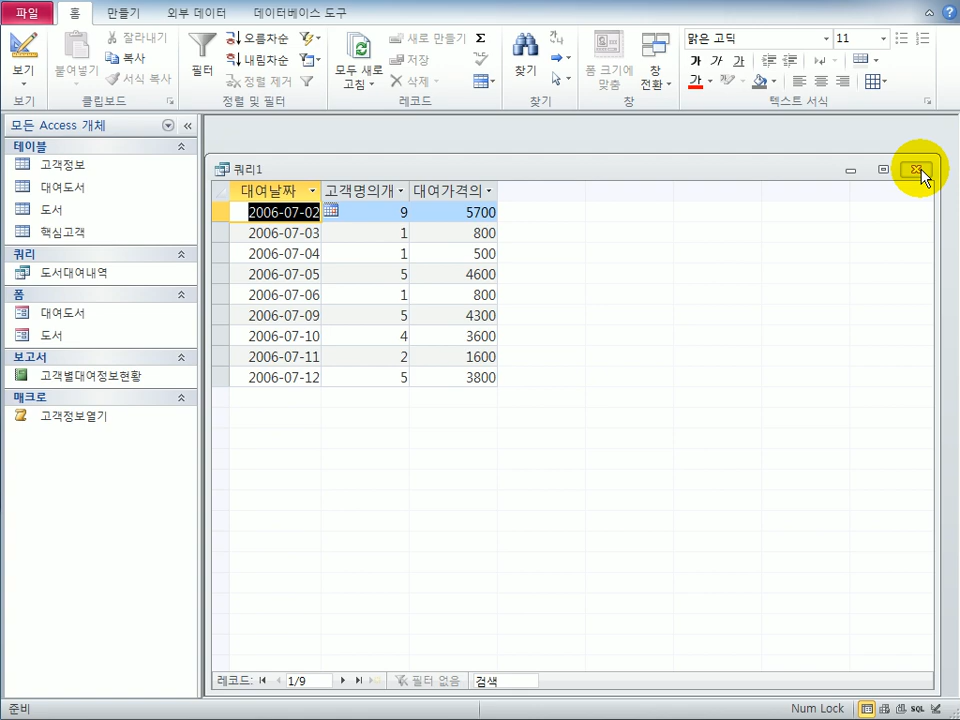 파일 홈 만들기 외부 데이터 데이터베이스 도구
보기 붙여넣기 잘라내기 복사 서식 복사 필터 오름차순 내림차순 정렬 제거 모두 새로 고침 새로 만들기 저장 삭제 찾기 폼 크기에 맞춤 창 전환 맑은 고딕 11
가 가 가
가
보기 클립보드 정렬 및 필터 레코드 찾기 창 텍스트 서식
모든 Access 개체
테이블
고객정보
대여도서
도서
핵심고객
쿼리
도서대여내역
폼
대여도서
도서
보고서
고객별대여정보현황
매크로
고객정보열기
쿼리1
대여날짜 고객명의개 대여가격의
2006-07-02 9 5700
2006-07-03 1 800
2006-07-04 1 500
2006-07-05 5 4600
2006-07-06 1 800
2006-07-09 5 4300
2006-07-10 4 3600
2006-07-11 2 1600
2006-07-12 5 3800
레코드: 1/9 필터 없음 검색
준비 Num Lock SQL